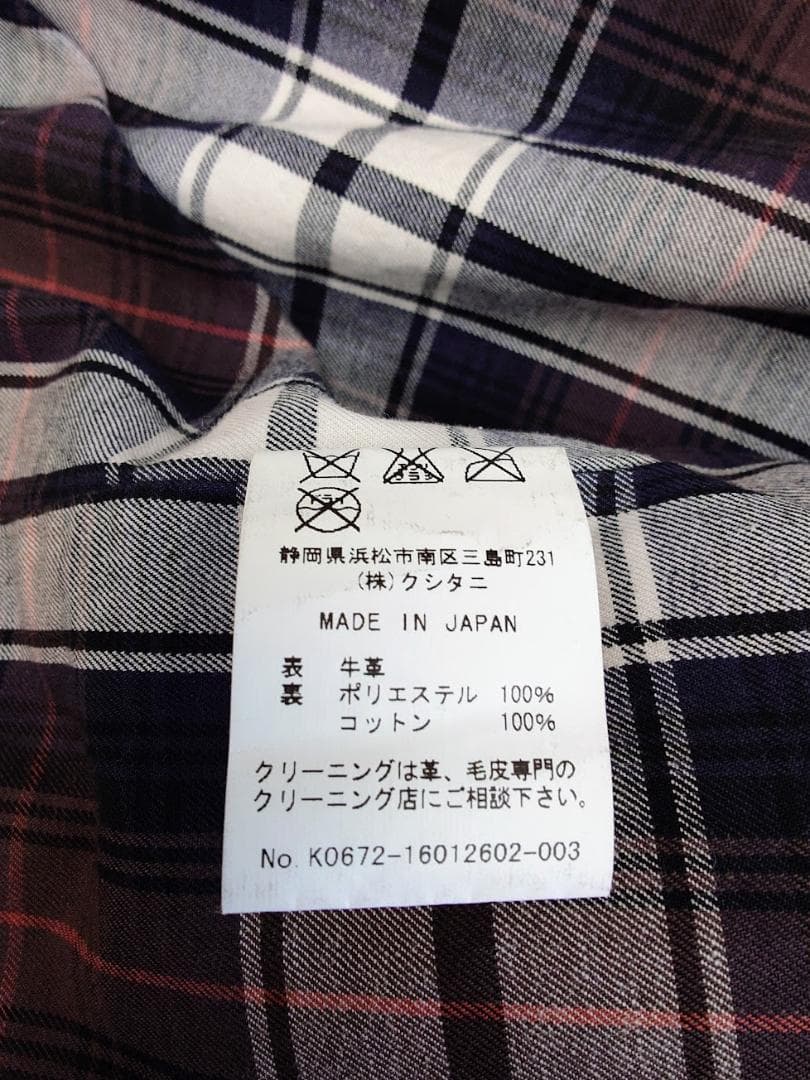 静岡県浜松市南区三島町231
(株)クシタニ
MADE IN JAPAN
表 牛革
裏 ポリエステル 100%
コットン 100%
クリーニングは革、毛皮専門の
クリーニング店にご相談下さい。
No. K0672-16012602-003